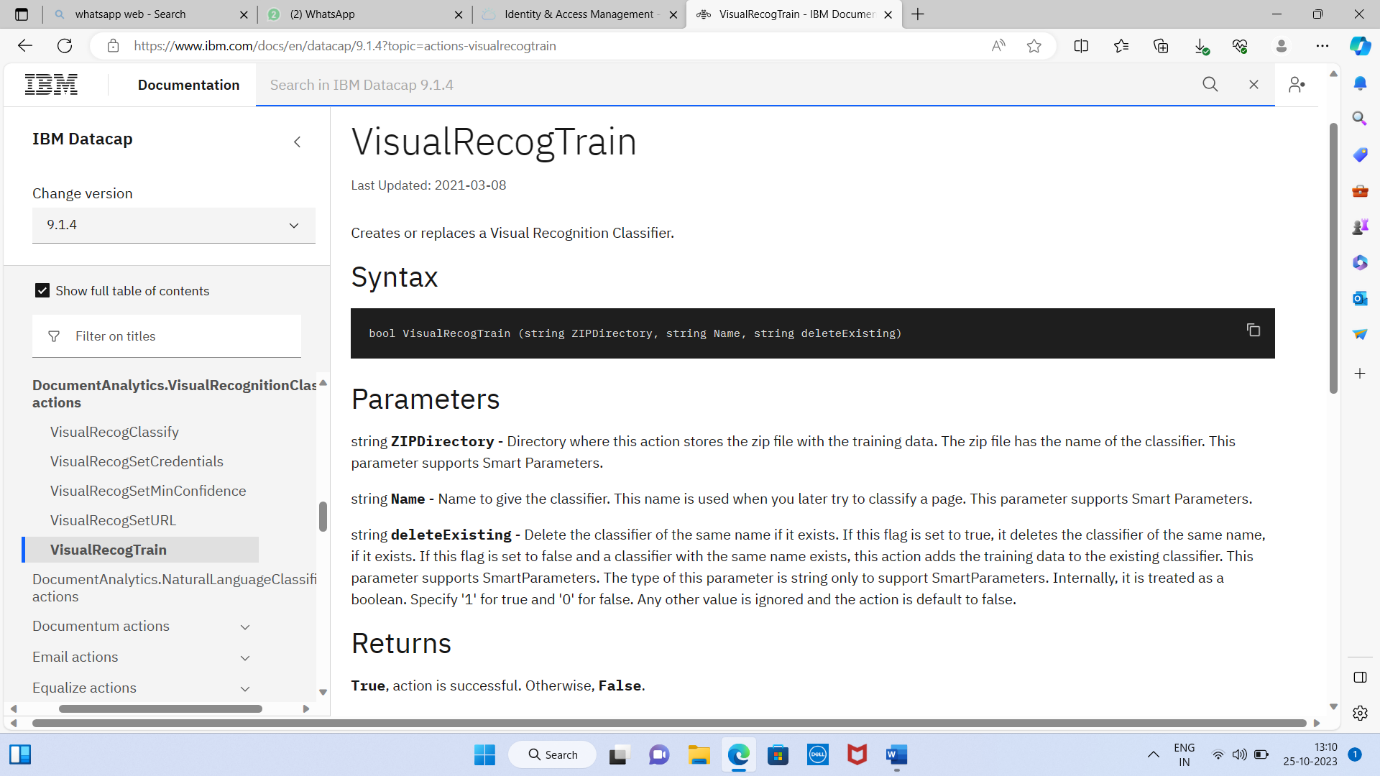 whatsapp web - Search
(2) WhatsApp
Identity & Access Management -
VisualRecogTrain - IBM Documen
https://www.ibm.com/docs/en/datacap/9.1.4?topic=actions-visualrecogtrain
IBM
Documentation
Search in IBM Datacap 9.1.4
IBM Datacap
Change version
9.1.4
Show full table of contents
Filter on titles
DocumentAnalytics.VisualRecognitionClas
actions
VisualRecogClassify
VisualRecogSetCredentials
VisualRecogSetMinConfidence
VisualRecogSetURL
VisualRecogTrain
DocumentAnalytics.NaturalLanguageClassifi
actions
Documentum actions
Email actions
Equalize actions
VisualRecogTrain
Last Updated: 2021-03-08
Creates or replaces a Visual Recognition Classifier.
Syntax
bool VisualRecogTrain (string ZIPDirectory, string Name, string deleteExisting)
Parameters
string ZIPDirectory - Directory where this action stores the zip file with the training data. The zip file has the name of the classifier. This
parameter supports Smart Parameters.
string Name - Name to give the classifier. This name is used when you later try to classify a page. This parameter supports Smart Parameters.
string deleteExisting - Delete the classifier of the same name if it exists. If this flag is set to true, it deletes the classifier of the same name,
if it exists. If this flag is set to false and a classifier with the same name exists, this action adds the training data to the existing classifier. This
parameter supports SmartParameters. The type of this parameter is string only to support SmartParameters. Internally, it is treated as a
boolean. Specify '1' for true and '0' for false. Any other value is ignored and the action is default to false.
Returns
True, action is successful. Otherwise, False.
Search
DELL
ENG
IN
13:10
25-10-2023
1